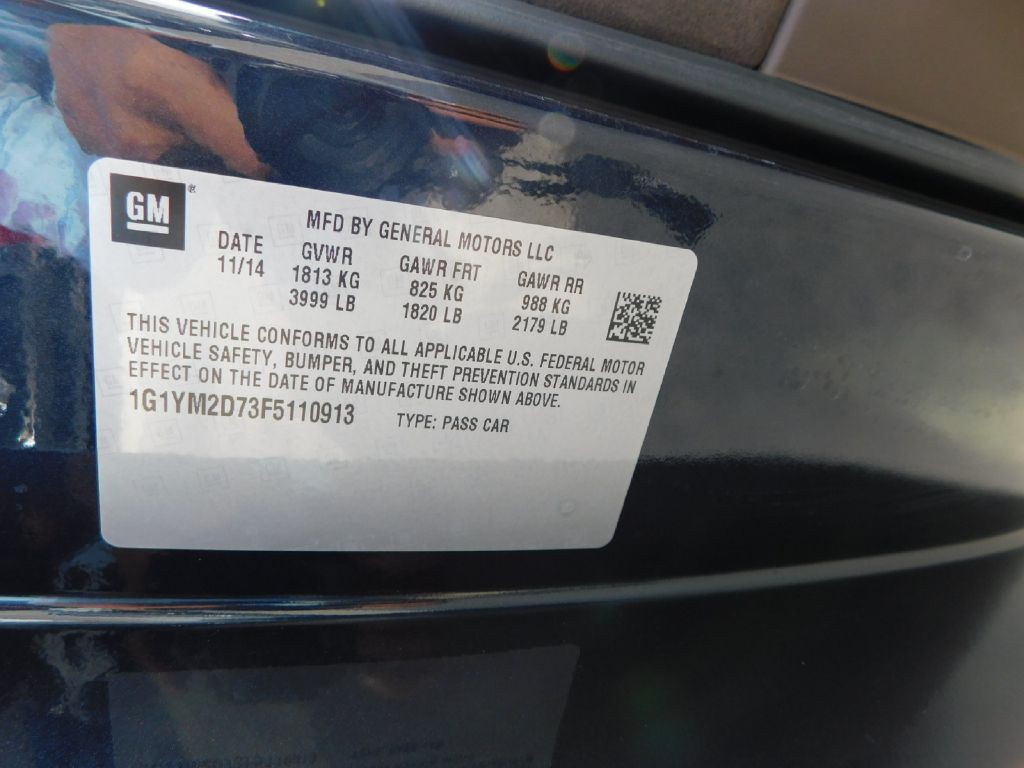 GM ®
MFD BY GENERAL MOTORS LLC
DATE GVWR GAWR FRT GAWR RR
11/14 1813 KG 825 KG 988 KG
3999 LB 1820 LB 2179 LB
THIS VEHICLE CONFORMS TO ALL APPLICABLE U.S. FEDERAL MOTOR
VEHICLE SAFETY, BUMPER, AND THEFT PREVENTION STANDARDS IN
EFFECT ON THE DATE OF MANUFACTURE SHOWN ABOVE.
1G1YM2D73F5110913 TYPE: PASS CAR